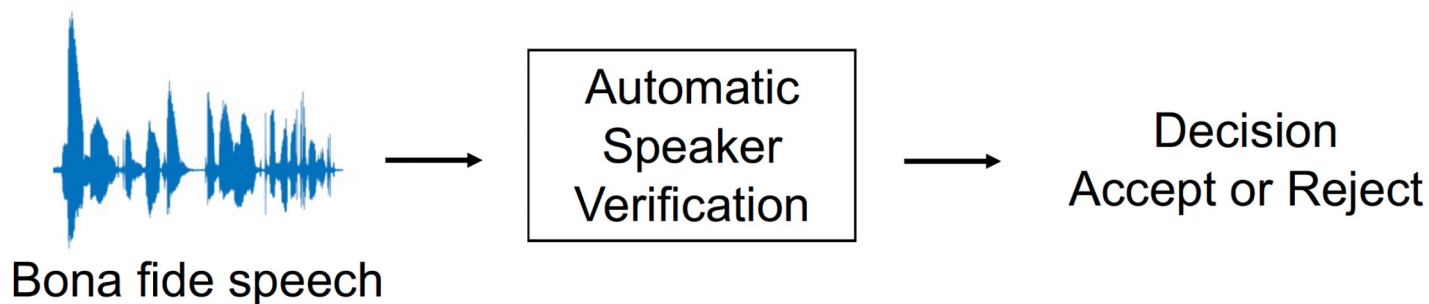 Bona fide speech
Automatic
Speaker
Verification
Decision
Accept or Reject